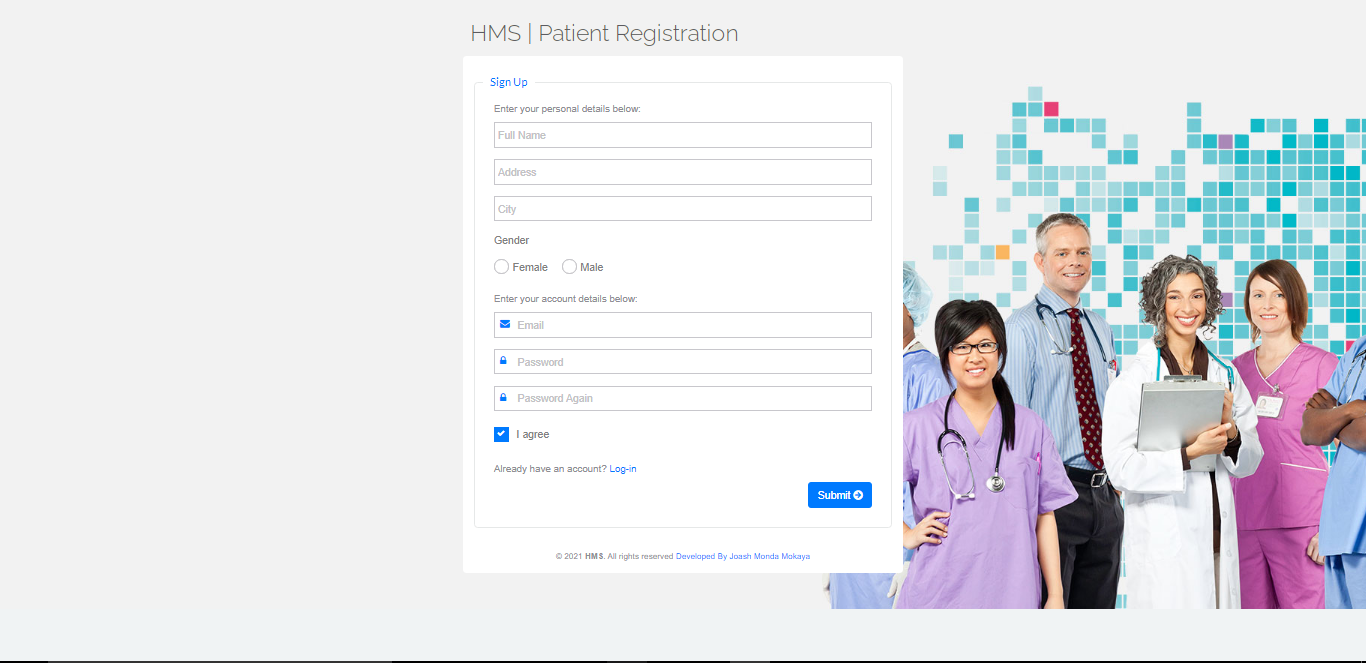 HMS | Patient Registration
Sign Up
Enter your personal details below:
Full Name
Address
City
Gender
Female Male
Enter your account details below:
Email
Password
Password Again
I agree
Already have an account? Log-in
Submit
© 2021 HMS. All rights reserved Developed By Joash Monda Mokaya